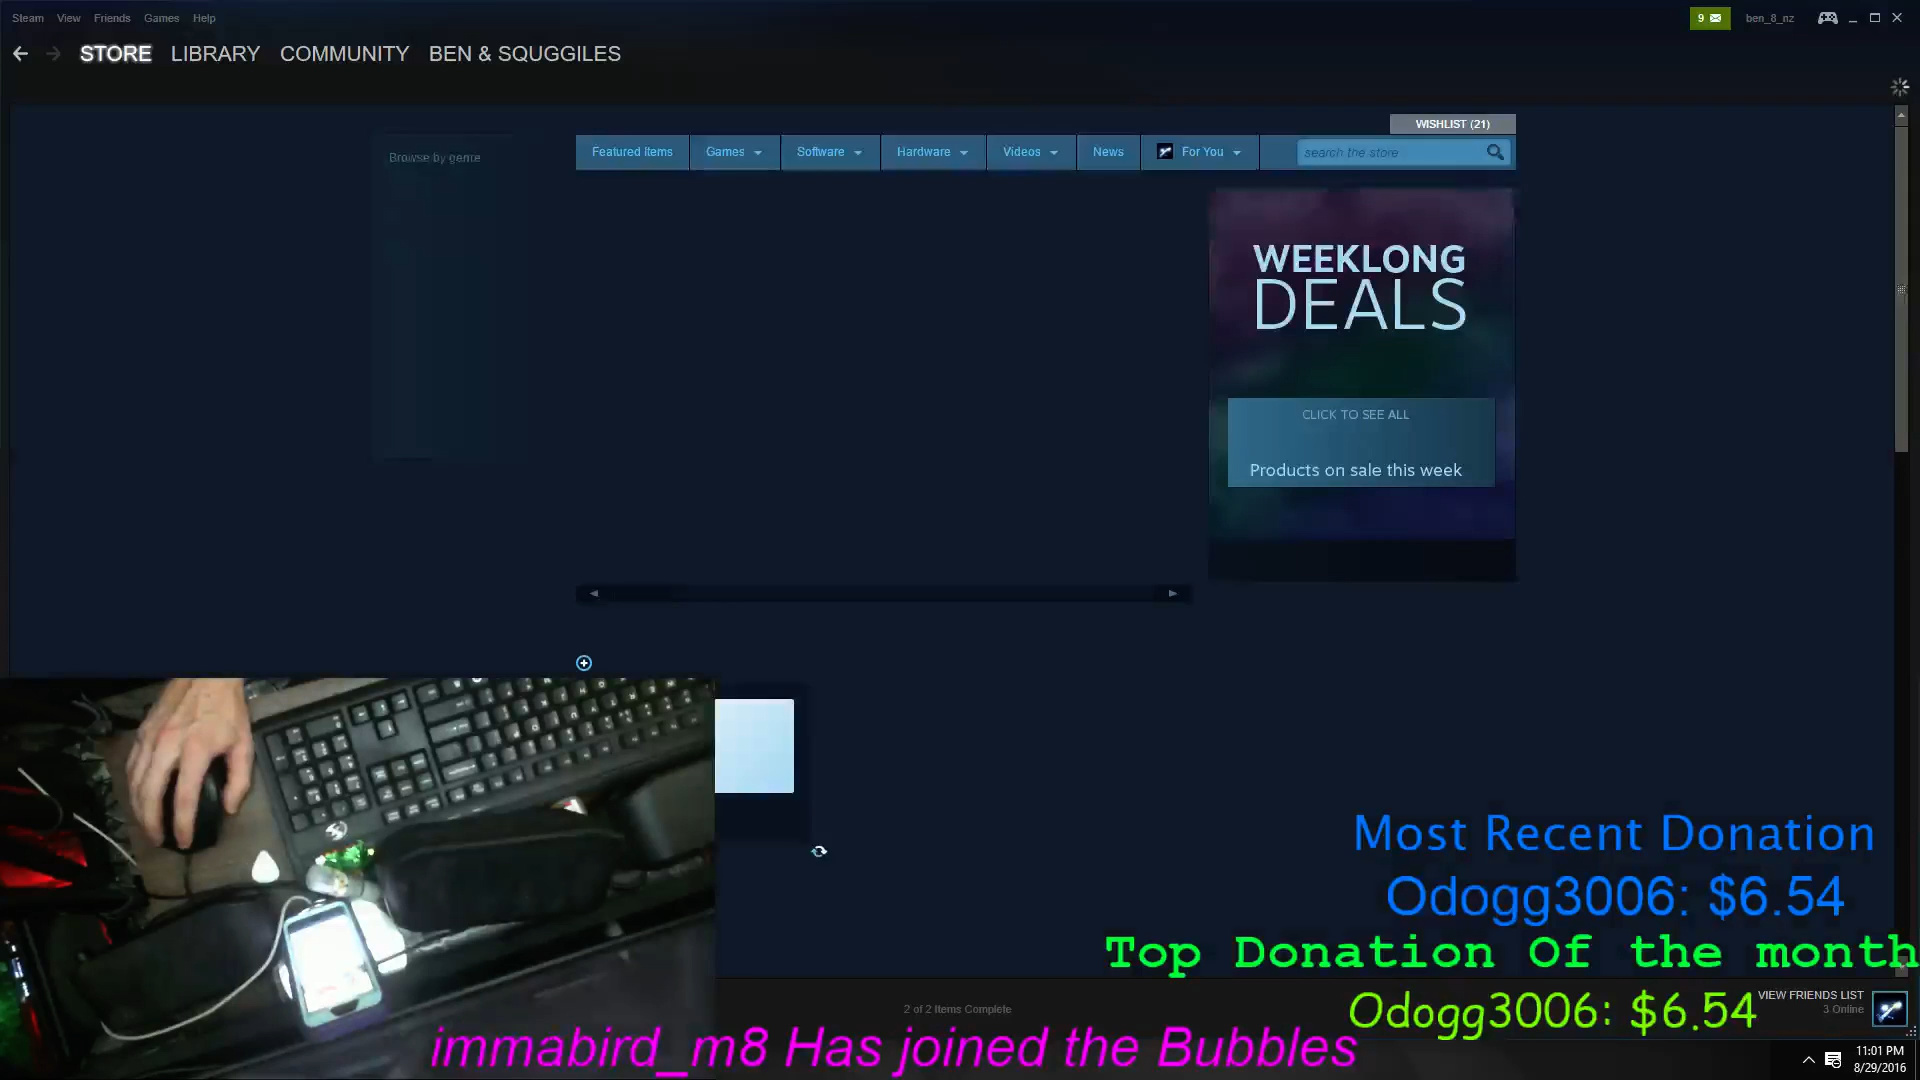 Steam View Friends Games Help
9
ben_8_nz
STORE LIBRARY COMMUNITY BEN & SQUGGILES
WISHLIST (21)
Browse by genre
Featured Items Games Software Hardware Videos News For You search the store
WEEKLONG
DEALS
CLICK TO SEE ALL
Products on sale this week
Most Recent Donation
Odogg3006: $6.54
Top Donation Of the month
Odogg3006: $6.54
2 of 2 Items Complete
VIEW FRIENDS LIST
3 Online
immabird_m8 Has joined the Bubbles
11:01 PM
8/29/2016